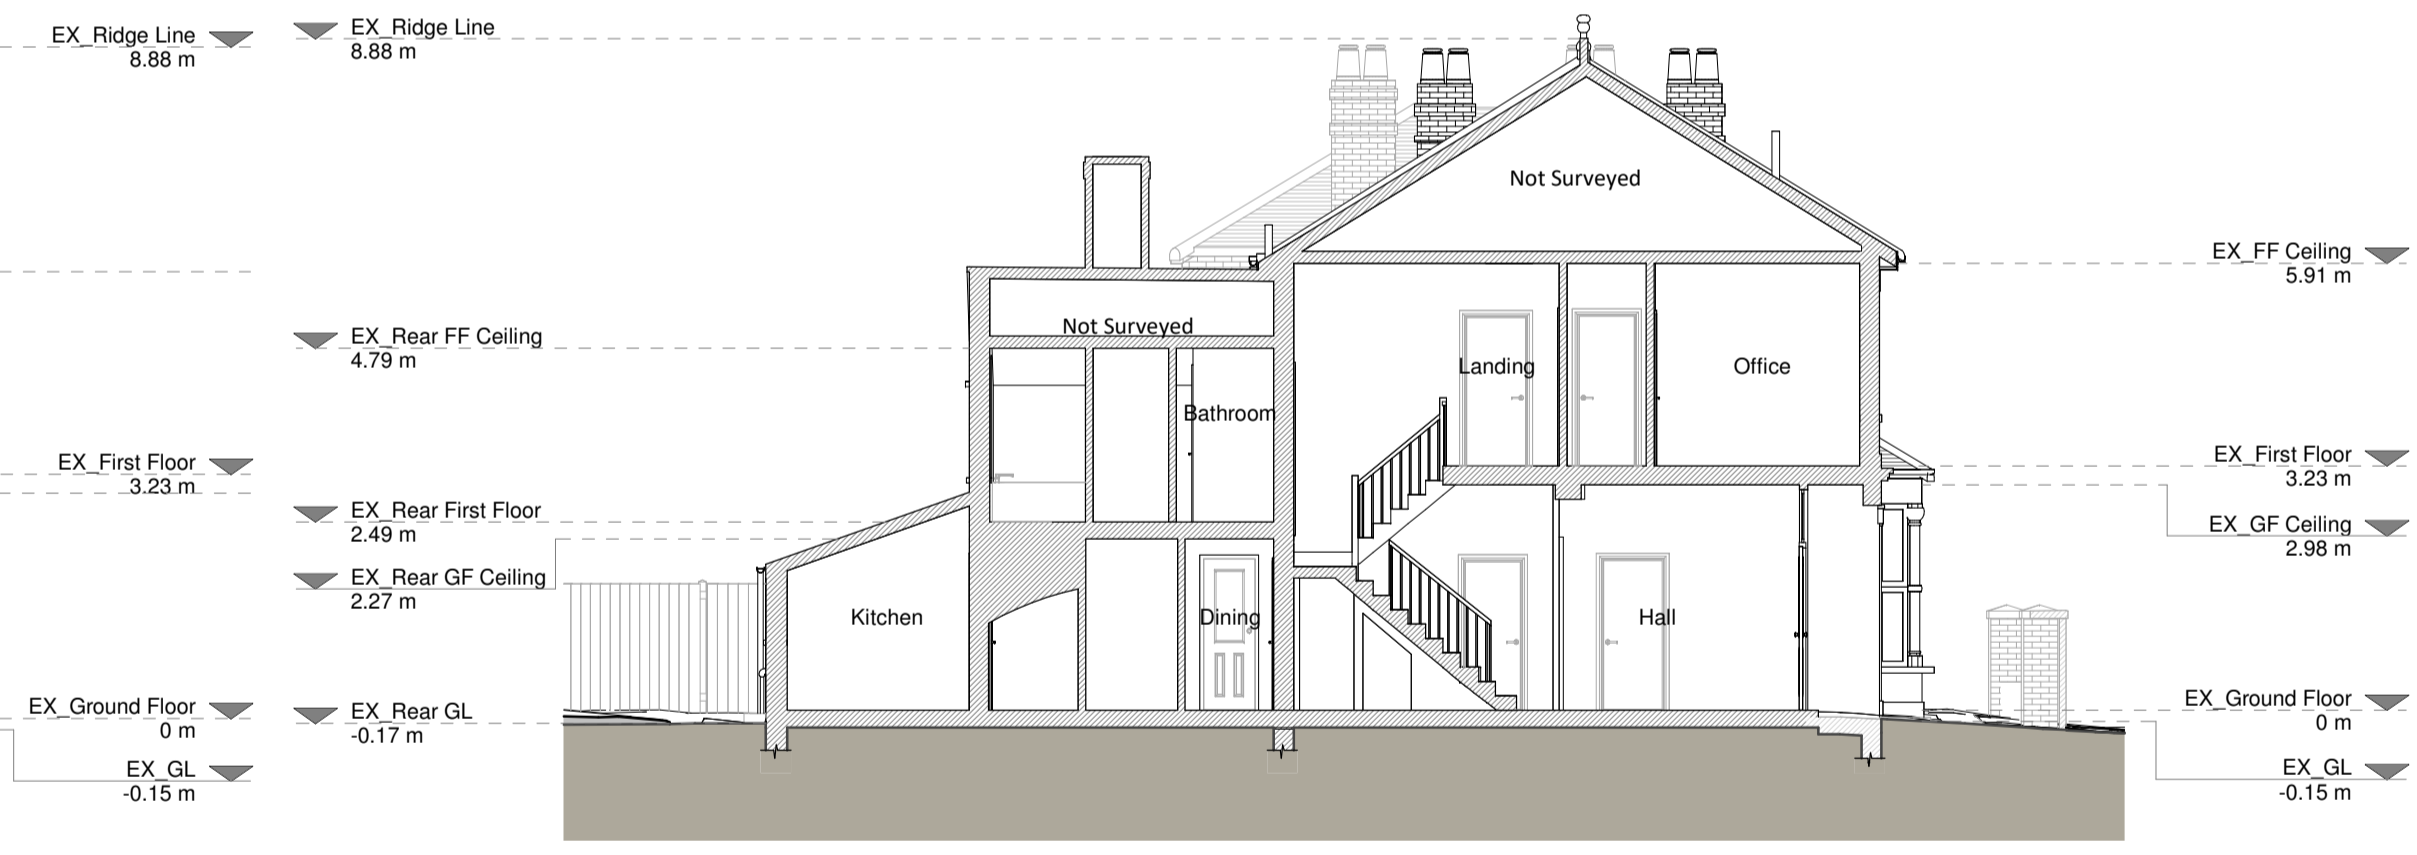 EX_Ridge Line
8.88 m
EX_First Floor
3.23 m
EX_Ground Floor
0 m
EX_GL
-0.15 m
EX_Ridge Line
8.88 m
EX_Rear FF Ceiling
4.79 m
EX_Rear First Floor
2.49 m
EX_Rear GF Ceiling
2.27 m
EX_Rear GL
-0.17 m
Not Surveyed
Not Surveyed
Landing
Office
Bathroom
Kitchen
Dining
Hall
EX_FF Ceiling
5.91 m
EX_First Floor
3.23 m
EX_GF Ceiling
2.98 m
EX_Ground Floor
0 m
EX_GL
-0.15 m